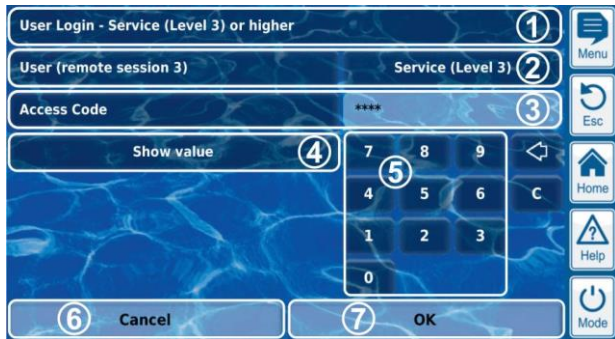 User Login - Service (Level 3) or higher ①
Menu
User (remote session 3) Service (Level 3) ②
Access Code **** ③
Esc
Show value ④ 7 8 9
⑤
4 5 6 C
Home
1 2 3
Help
0
⑥ Cancel ⑦ OK
Mode